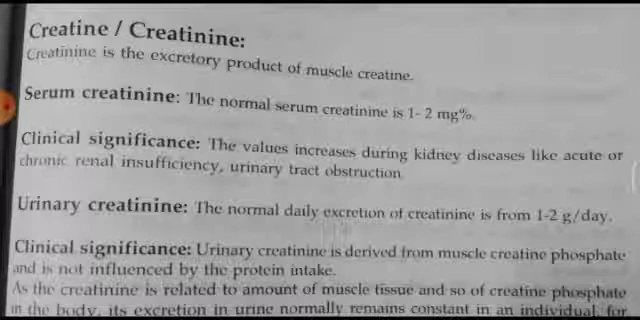 Creatine / Creatinine:
Creatinine is the excretory product of muscle creatine.
Serum creatinine: The normal serum creatinine is 1- 2 mg%.
Clinical significance: The values increases during kidney diseases like acute or
chronic renal insufficiency, urinary tract obstruction.
Urinary creatinine: The normal daily excretion of creatinine is from 1-2 g/day.
Clinical significance: Urinary creatinine is derived from muscle creatine phosphate
and is not influenced by the protein intake.
As the creatinine is related to amount of muscle tissue and so of creatine phosphate
in the body, its excretion in urine normally remains constant in an individual; for